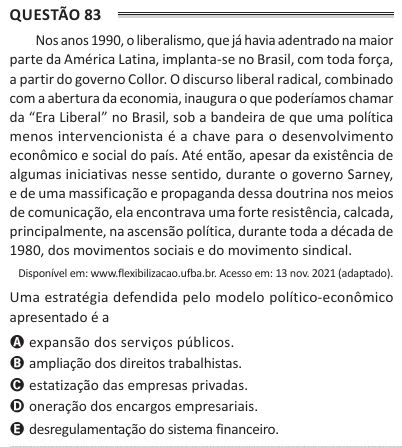 QUESTÃO 83
Nos anos 1990, o liberalismo, que já havia adentrado na maior
parte da América Latina, implanta-se no Brasil, com toda força,
a partir do governo Collor. O discurso liberal radical, combinado
com a abertura da economia, inaugura o que poderíamos chamar
da “Era Liberal” no Brasil, sob a bandeira de que uma política
menos intervencionista é a chave para o desenvolvimento
econômico e social do país. Até então, apesar da existência de
algumas iniciativas nesse sentido, durante o governo Sarney,
e de uma massificação e propaganda dessa doutrina nos meios
de comunicação, ela encontrava uma forte resistência, calcada,
principalmente, na ascensão política, durante toda a década de
1980, dos movimentos sociais e do movimento sindical.
Disponível em: www.flexibilizacao.ufba.br. Acesso em: 13 nov. 2021 (adaptado).
Uma estratégia defendida pelo modelo político-econômico
apresentado é a
A expansão dos serviços públicos.
B ampliação dos direitos trabalhistas.
C estatização das empresas privadas.
D oneração dos encargos empresariais.
E desregulamentação do sistema financeiro.